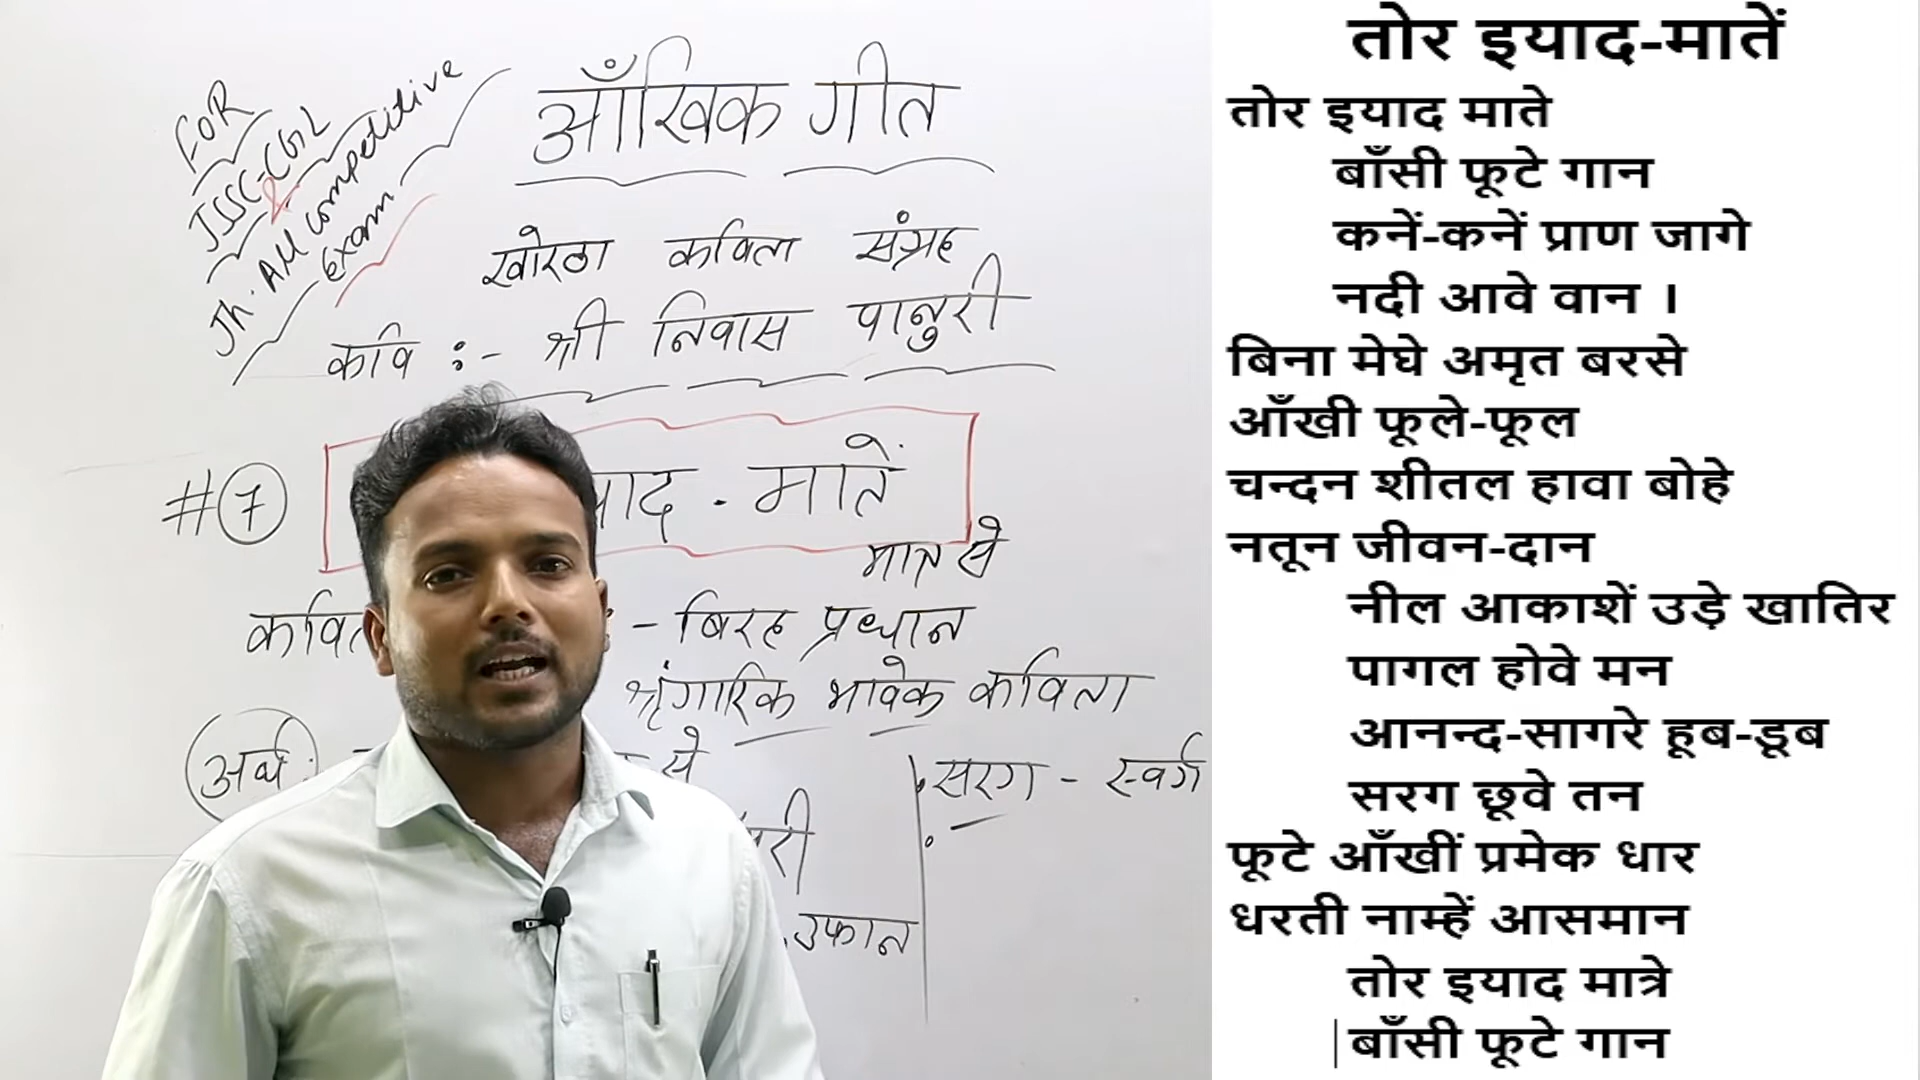 FOR
JSSC-CGL
&
Jh. All competitive
Exam
आँखिक गीत
खोरठा कविता संग्रह
कवि :- श्री निवास पानुरी
#7
याद - मातें
मात्र से
- बिरह प्रधान
श्रृंगारिक भावेक कविता
अर्थ :
से
सरग - स्वर्ग
उफान
तोर इयाद-मातें
तोर इयाद माते
बाँसी फूटे गान
कनें-कनें प्राण जागे
नदी आवे वान ।
बिना मेघे अमृत बरसे
आँखी फूले-फूल
चन्दन शीतल हावा बोहे
नतून जीवन-दान
नील आकाशें उड़े खातिर
पागल होवे मन
आनन्द-सागरे हूब-डूब
सरग छूवे तन
फूटे आँखीं प्रमेक धार
धरती नाम्हें आसमान
तोर इयाद मात्रे
बाँसी फूटे गान